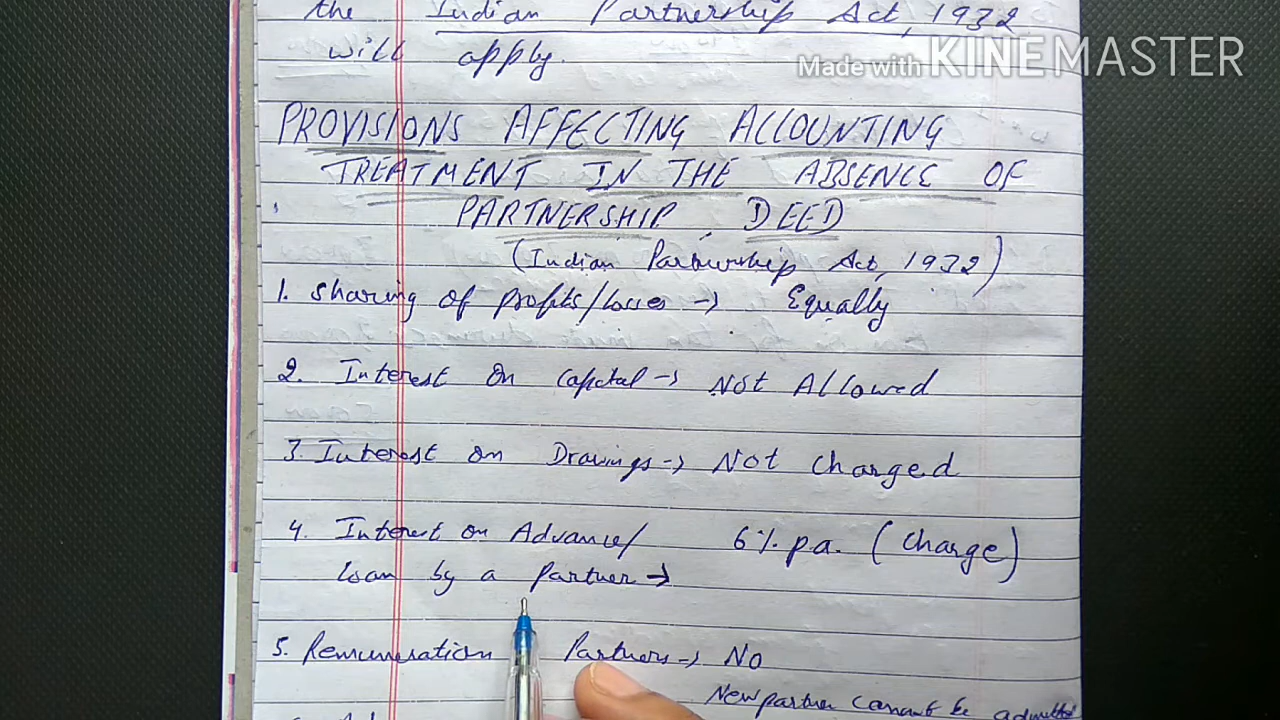 the Indian Partnership Act, 1932
will apply.
Made with KINEMASTER
PROVISIONS AFFECTING ACCOUNTING
TREATMENT IN THE ABSENCE OF
PARTNERSHIP DEED
(Indian Partnership Act, 1932)
1. Sharing of profits/losses → Equally
2. Interest on Capital → Not Allowed
3. Interest on Drawings → Not Charged
4. Interest on Advance/ 6% p.a. (Charge)
loan by a Partner →
5. Remuneration Partners → No
New partner cannot be admitted